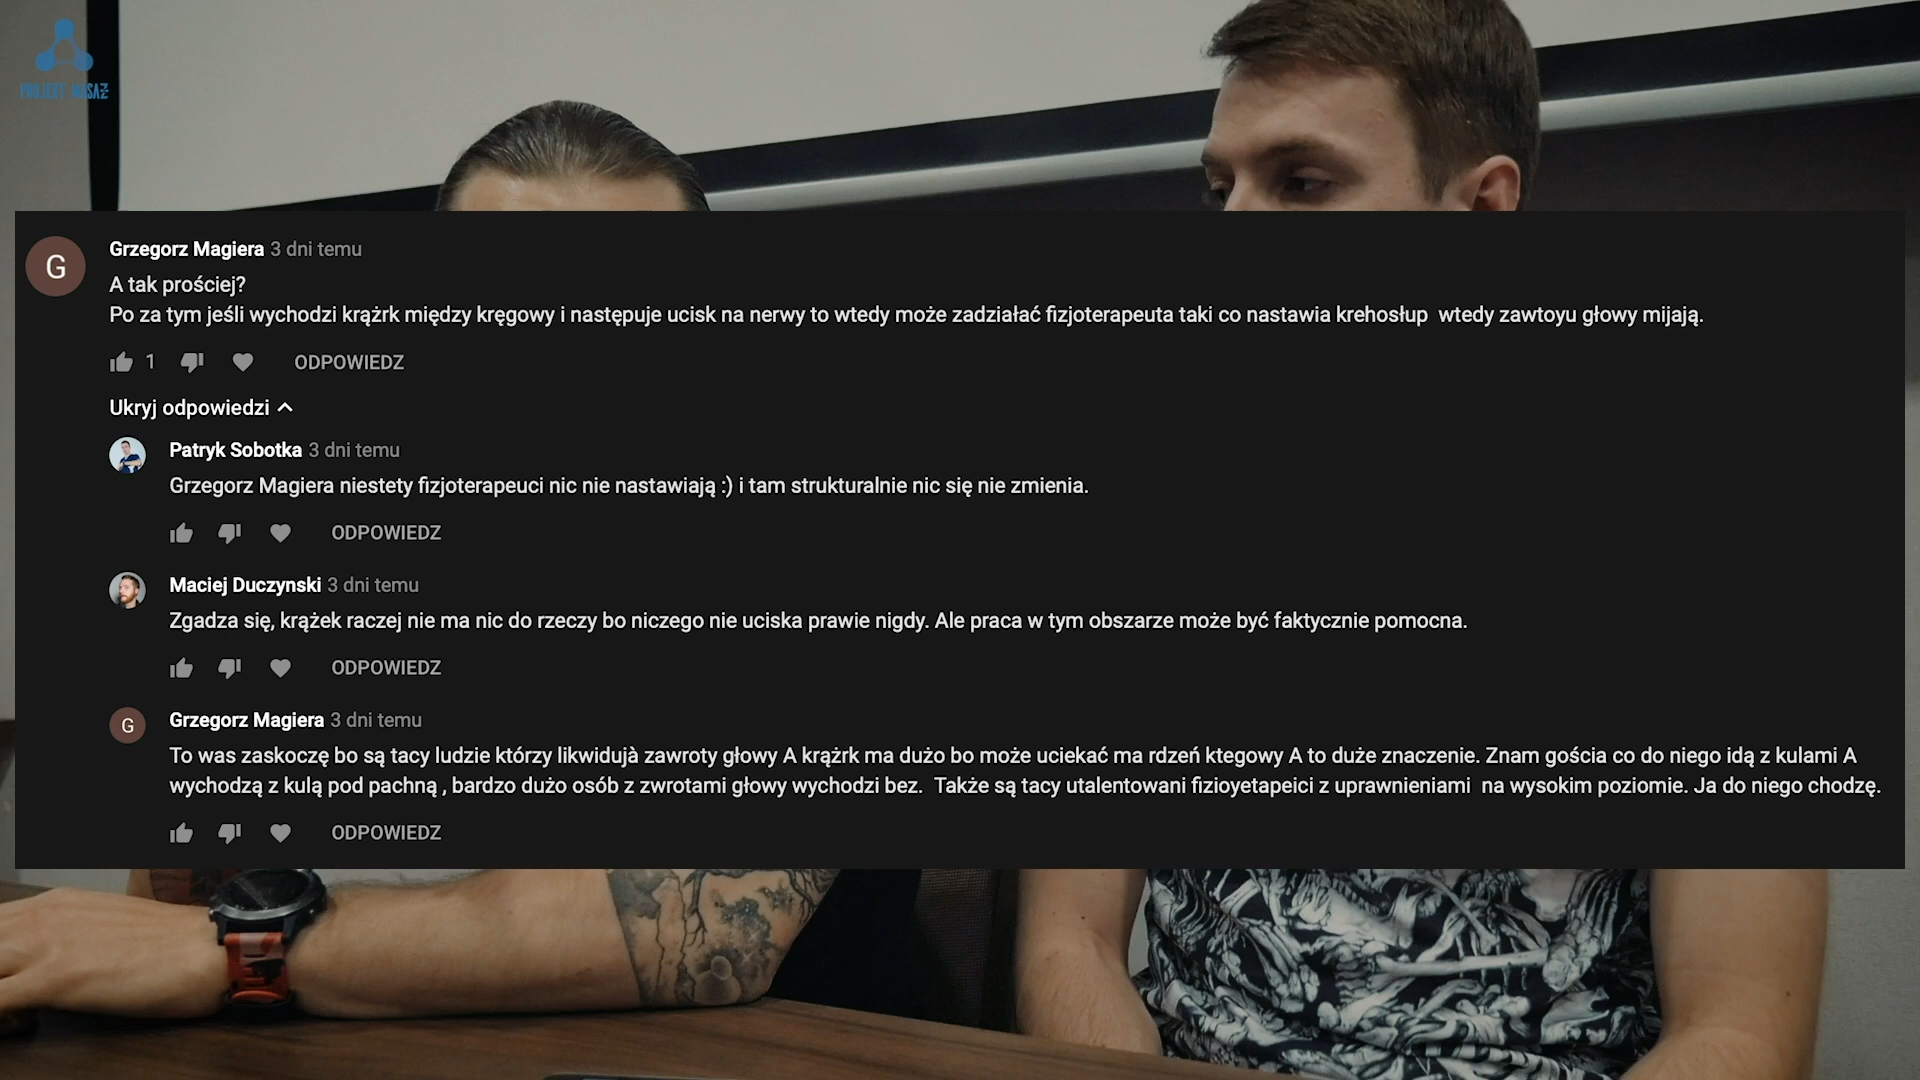 PROJEKT MASAŻ
G
Grzegorz Magiera 3 dni temu
A tak prościej?
Po za tym jeśli wychodzi krążrk między kręgowy i następuje ucisk na nerwy to wtedy może zadziałać fizjoterapeuta taki co nastawia krehosłup wtedy zawtoyu głowy mijają.
1 ODPOWIEDZ
Ukryj odpowiedzi
Patryk Sobotka 3 dni temu
Grzegorz Magiera niestety fizjoterapeuci nic nie nastawiają :) i tam strukturalnie nic się nie zmienia.
ODPOWIEDZ
Maciej Duczynski 3 dni temu
Zgadza się, krążek raczej nie ma nic do rzeczy bo niczego nie uciska prawie nigdy. Ale praca w tym obszarze może być faktycznie pomocna.
ODPOWIEDZ
G
Grzegorz Magiera 3 dni temu
To was zaskoczę bo są tacy ludzie którzy likwidujà zawroty głowy A krążrk ma dużo bo może uciekać ma rdzeń ktegowy A to duże znaczenie. Znam gościa co do niego idą z kulami A
wychodzą z kulą pod pachną , bardzo dużo osób z zwrotami głowy wychodzi bez. Także są tacy utalentowani fizioyetapeici z uprawnieniami na wysokim poziomie. Ja do niego chodzę.
ODPOWIEDZ